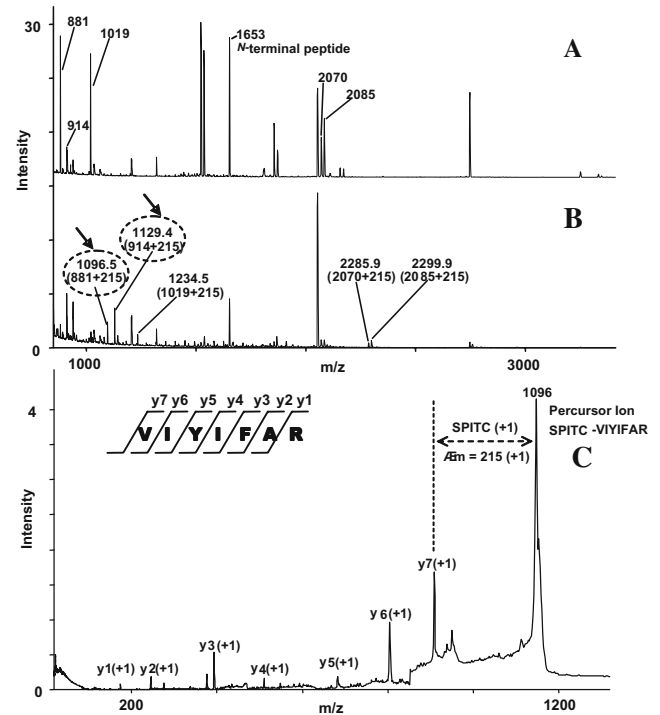 30
881
1019
1653
N-terminal peptide
A
2070
2085
914
Intensity
0
B
1129.4
(914+215)
1096.5
(881+215)
1234.5
(1019+215)
2285.9
(2070+215)
2299.9
(2085+215)
0
1000
m/z
3000
1096
4
y7 y6 y5 y4 y3 y2 y1
V I Y I F A R
SPITC (+1)
Percursor Ion
SPITC -VIYIFAR
Æm = 215 (+1)
C
Intensity
y7(+1)
y 6(+1)
y3(+1)
y1(+1)
y2(+1)
y4(+1)
y5(+1)
0
200
m/z
1200